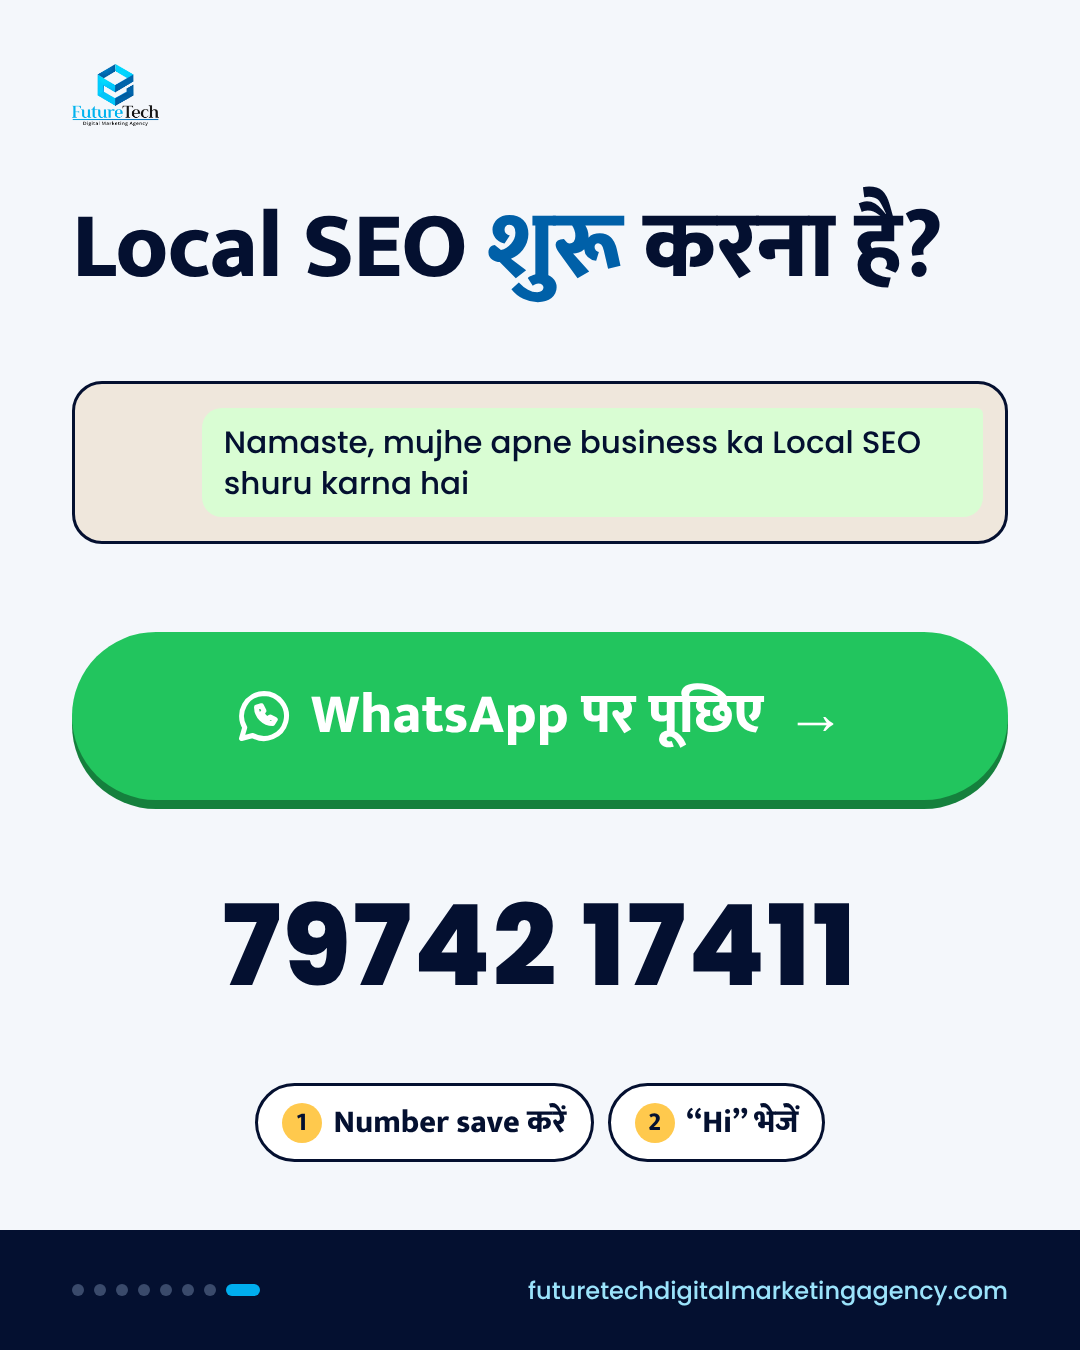 FutureTech
Digital Marketing Agency
Local SEO शुरू करना है?
Namaste, mujhe apne business ka Local SEO
shuru karna hai
WhatsApp पर पूछिए →
79742 17411
1 Number save करें
2 “Hi” भेजें
futuretechdigitalmarketingagency.com